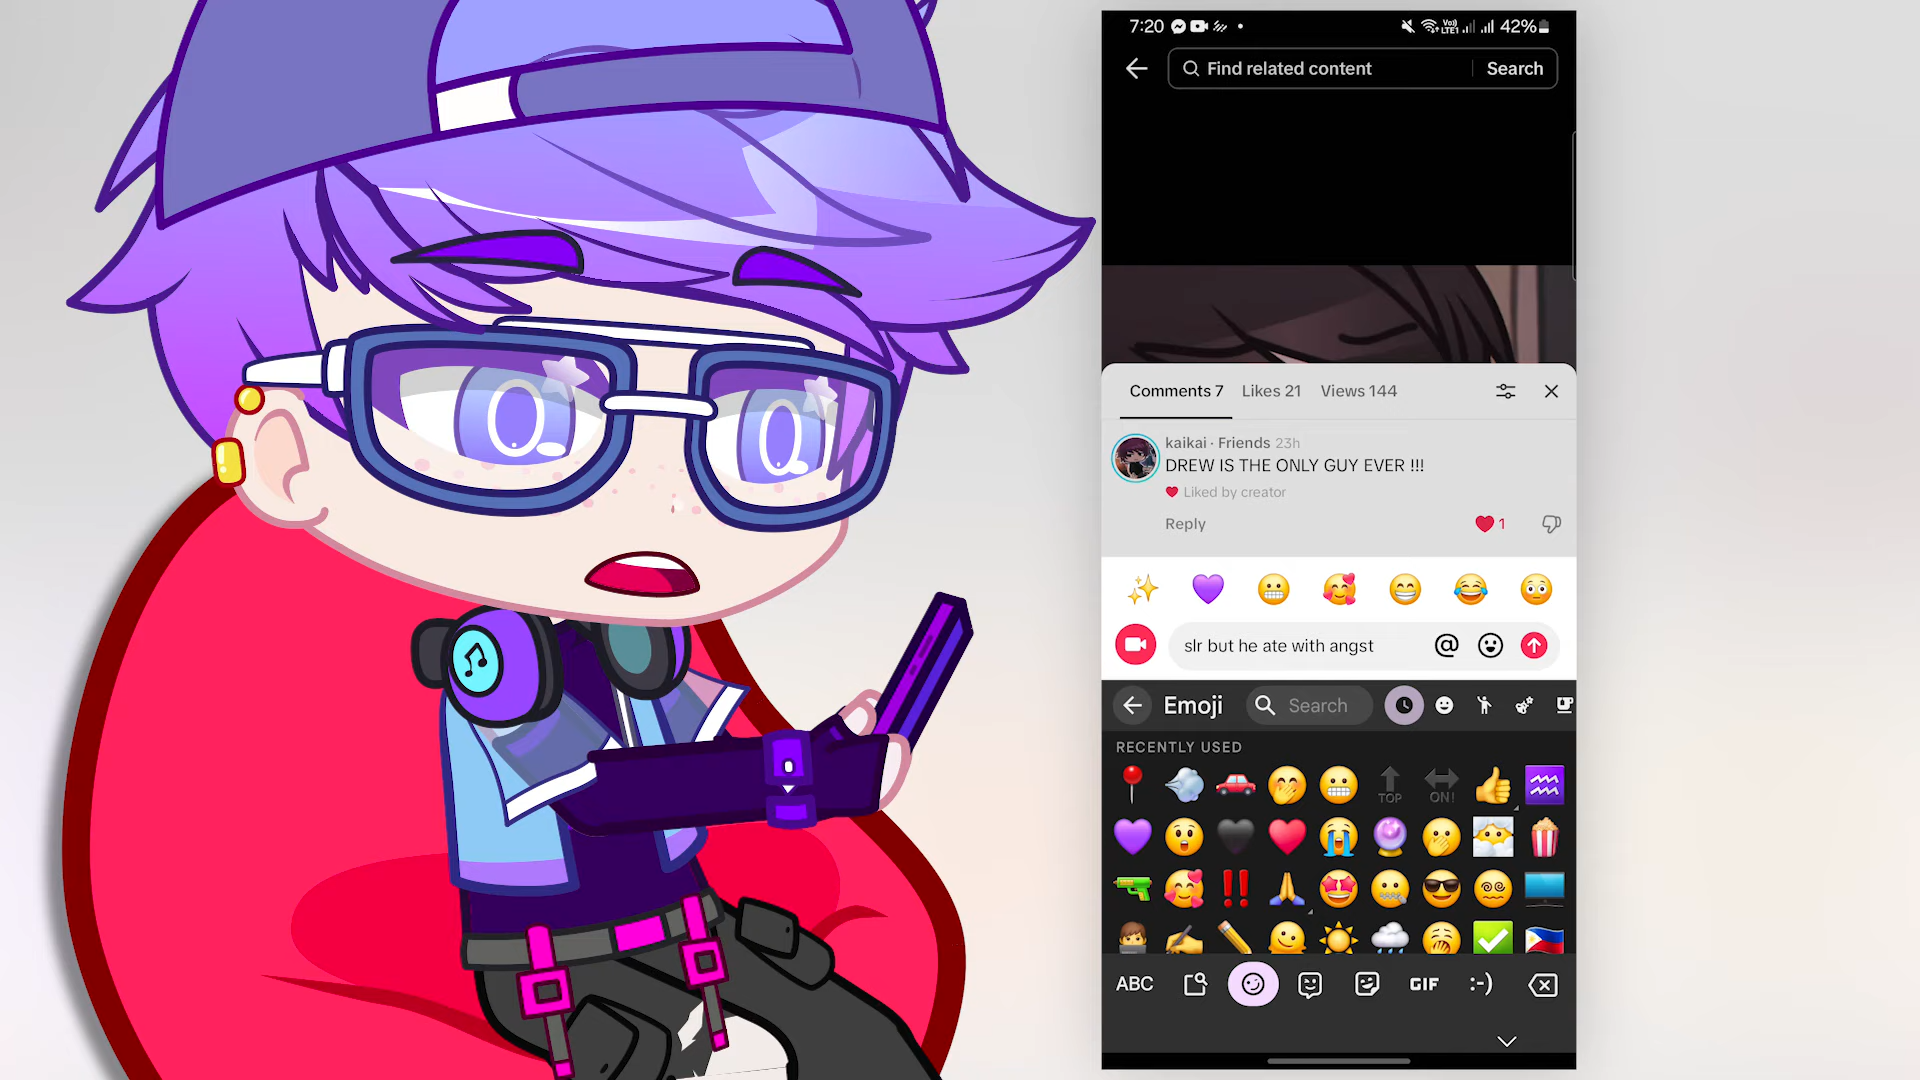 7:20
Vo)) LTE1
42%
Find related content
Search
Comments 7
Likes 21
Views 144
kaikai · Friends 23h
DREW IS THE ONLY GUY EVER !!!
Liked by creator
Reply
1
slr but he ate with angst
@
Emoji
Search
RECENTLY USED
TOP
ON!
ABC
GIF
:-)